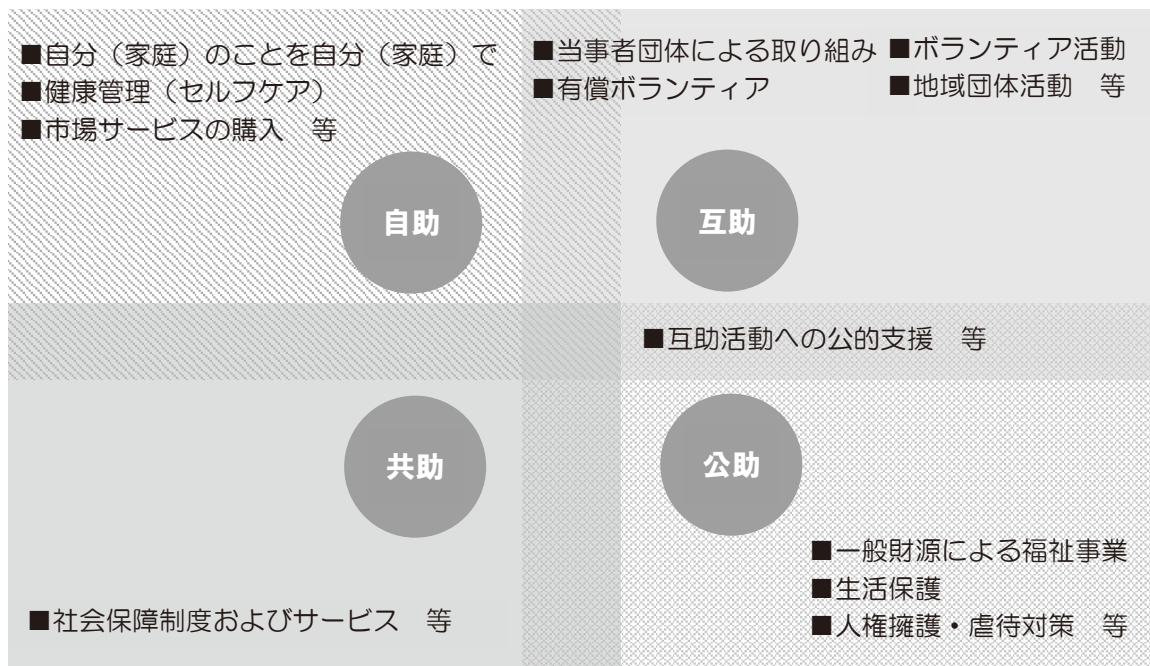 ■自分（家庭）のことを自分（家庭）で
■健康管理（セルフケア）
■市場サービスの購入　等
自助
■当事者団体による取り組み
■有償ボランティア
■ボランティア活動
■地域団体活動　等
互助
■互助活動への公的支援　等
共助
■社会保障制度およびサービス　等
公助
■一般財源による福祉事業
■生活保護
■人権擁護・虐待対策　等